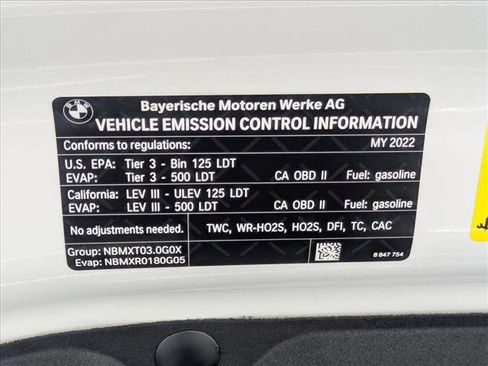 BMW
Bayerische Motoren Werke AG
VEHICLE EMISSION CONTROL INFORMATION
Conforms to regulations: MY 2022
U.S. EPA: Tier 3 - Bin 125 LDT
EVAP: Tier 3 - 500 LDT CA OBD II Fuel: gasoline
California: LEV III - ULEV 125 LDT
EVAP: LEV III - 500 LDT CA OBD II Fuel: gasoline
No adjustments needed. TWC, WR-HO2S, HO2S, DFI, TC, CAC
Group: NBMXT03.0G0X
Evap: NBMXR0180G05
8 847 754